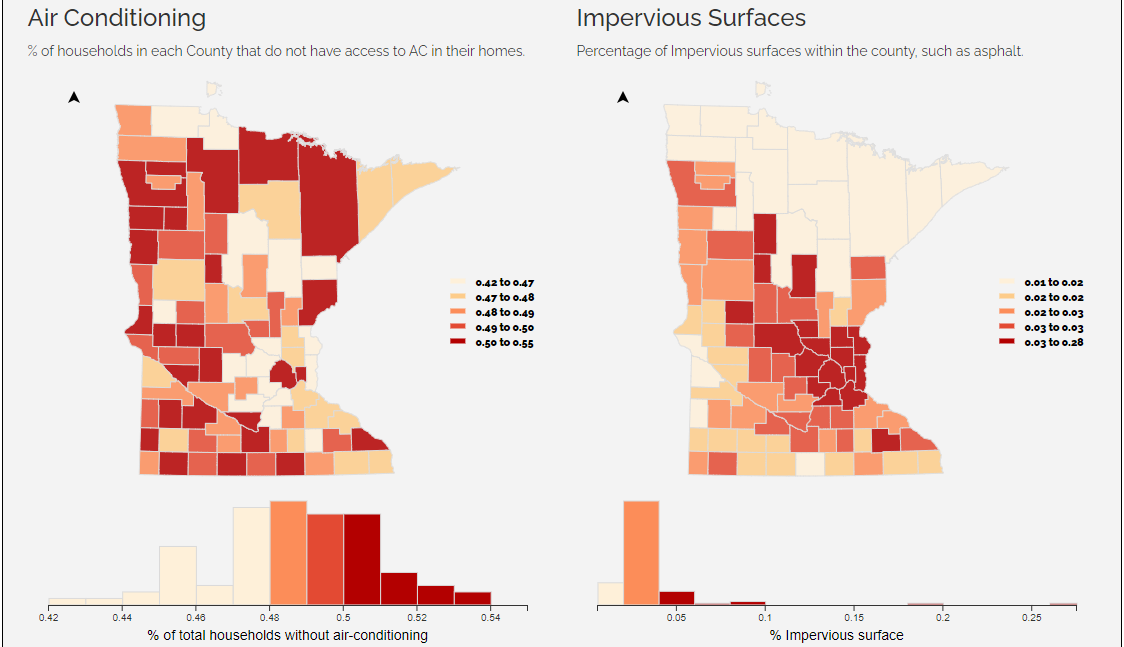 Air Conditioning
% of households in each County that do not have access to AC in their homes.
0.42 to 0.47
0.47 to 0.48
0.48 to 0.49
0.49 to 0.50
0.50 to 0.55
0.42 0.44 0.46 0.48 0.5 0.52 0.54
% of total households without air-conditioning
Impervious Surfaces
Percentage of Impervious surfaces within the county, such as asphalt.
0.01 to 0.02
0.02 to 0.02
0.02 to 0.03
0.03 to 0.03
0.03 to 0.28
0.05 0.1 0.15 0.2 0.25
% Impervious surface